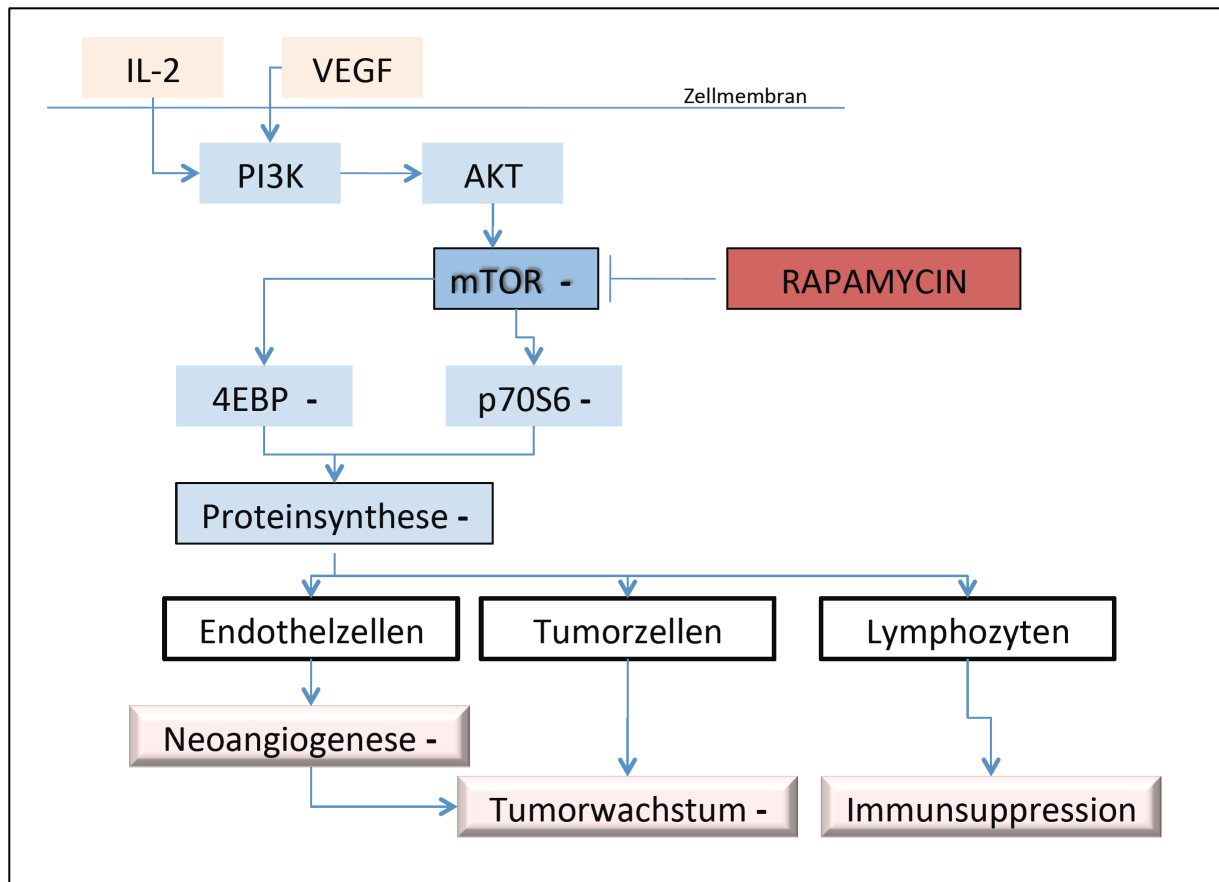 IL-2
VEGF
Zellmembran
PI3K
AKT
mTOR -
RAPAMYCIN
4EBP -
p70S6 -
Proteinsynthese -
Endothelzellen
Tumorzellen
Lymphozyten
Neoangiogenese -
Tumorwachstum -
Immunsuppression